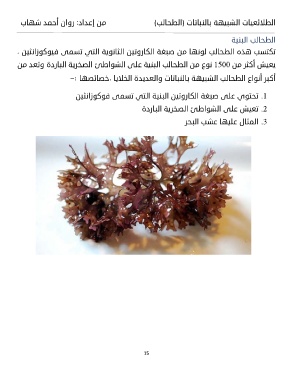 الطلائعيات الشبيهة بالنباتات (الطحالب) من إعداد: روان أحمد شهاب
الطحالب البنية
تكتسب هذه الطحالب لونها من صبغة الكاروتين الثانوية التي تسمى فيوكوزانثين .
يعيش أكثر من 1500 نوع من الطحالب البنية على الشواطئ الصخرية الباردة وتعد من
أكبر أنواع الطحالب الشبيهة بالنباتات والعديدة الخلايا ،خصائصها :-
1. تحتوي على صبغة الكاروتين البنية التي تسمى فوكوزانثين
2. تعيش على الشواطئ الصخرية الباردة
3. المثال عليها عشب البحر
15